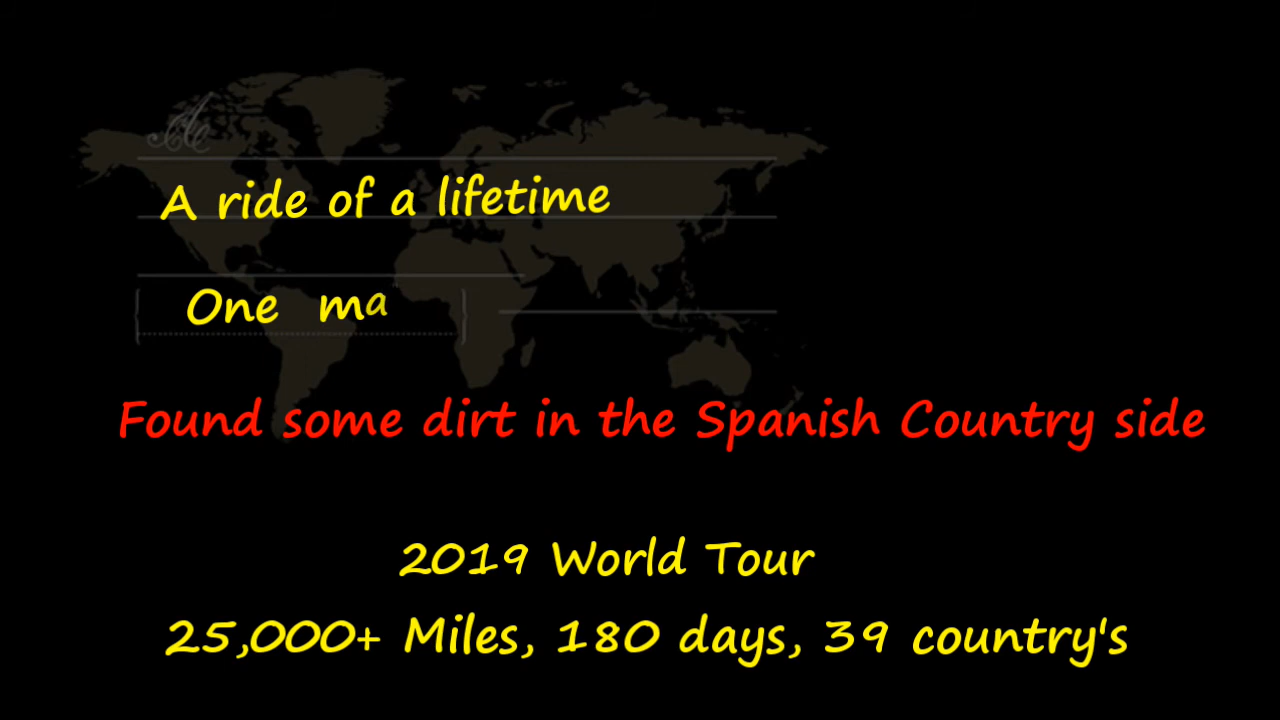 A ride of a lifetime
One ma
Found some dirt in the Spanish Country side
2019 World Tour
25,000+ Miles, 180 days, 39 country's